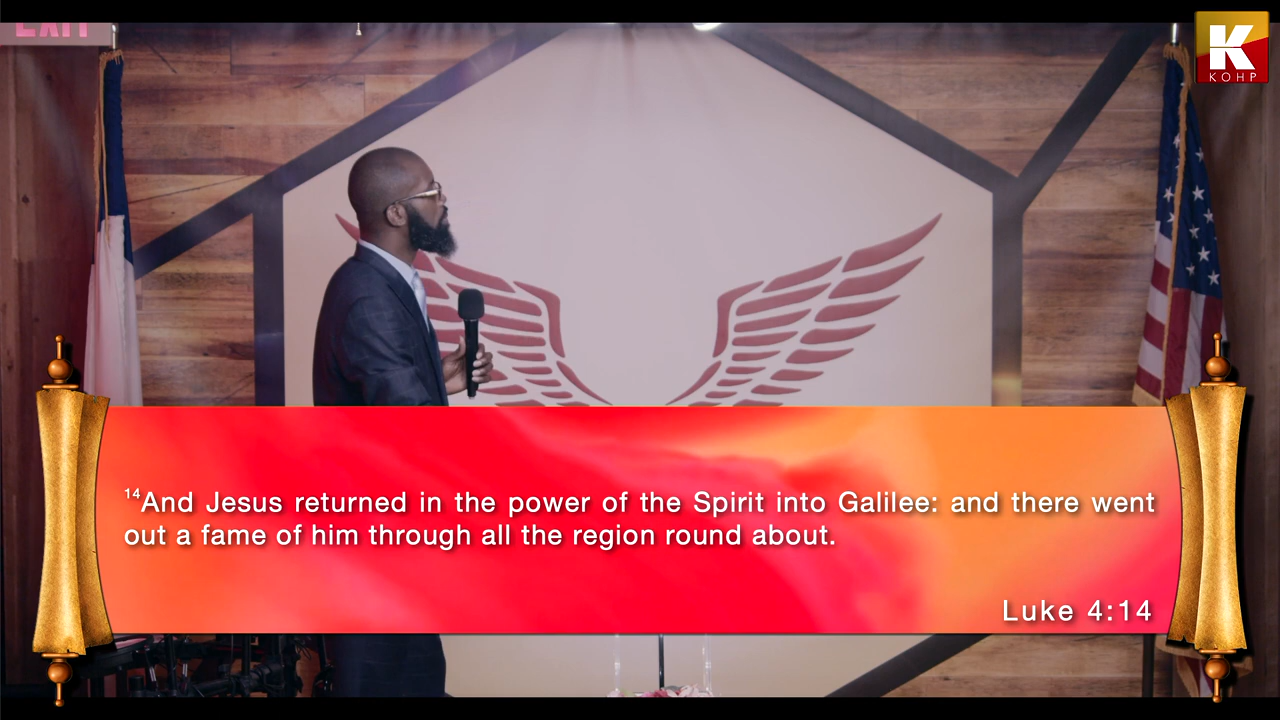 EXIT
K
KOHP
¹⁴And Jesus returned in the power of the Spirit into Galilee: and there went
out a fame of him through all the region round about.
Luke 4:14